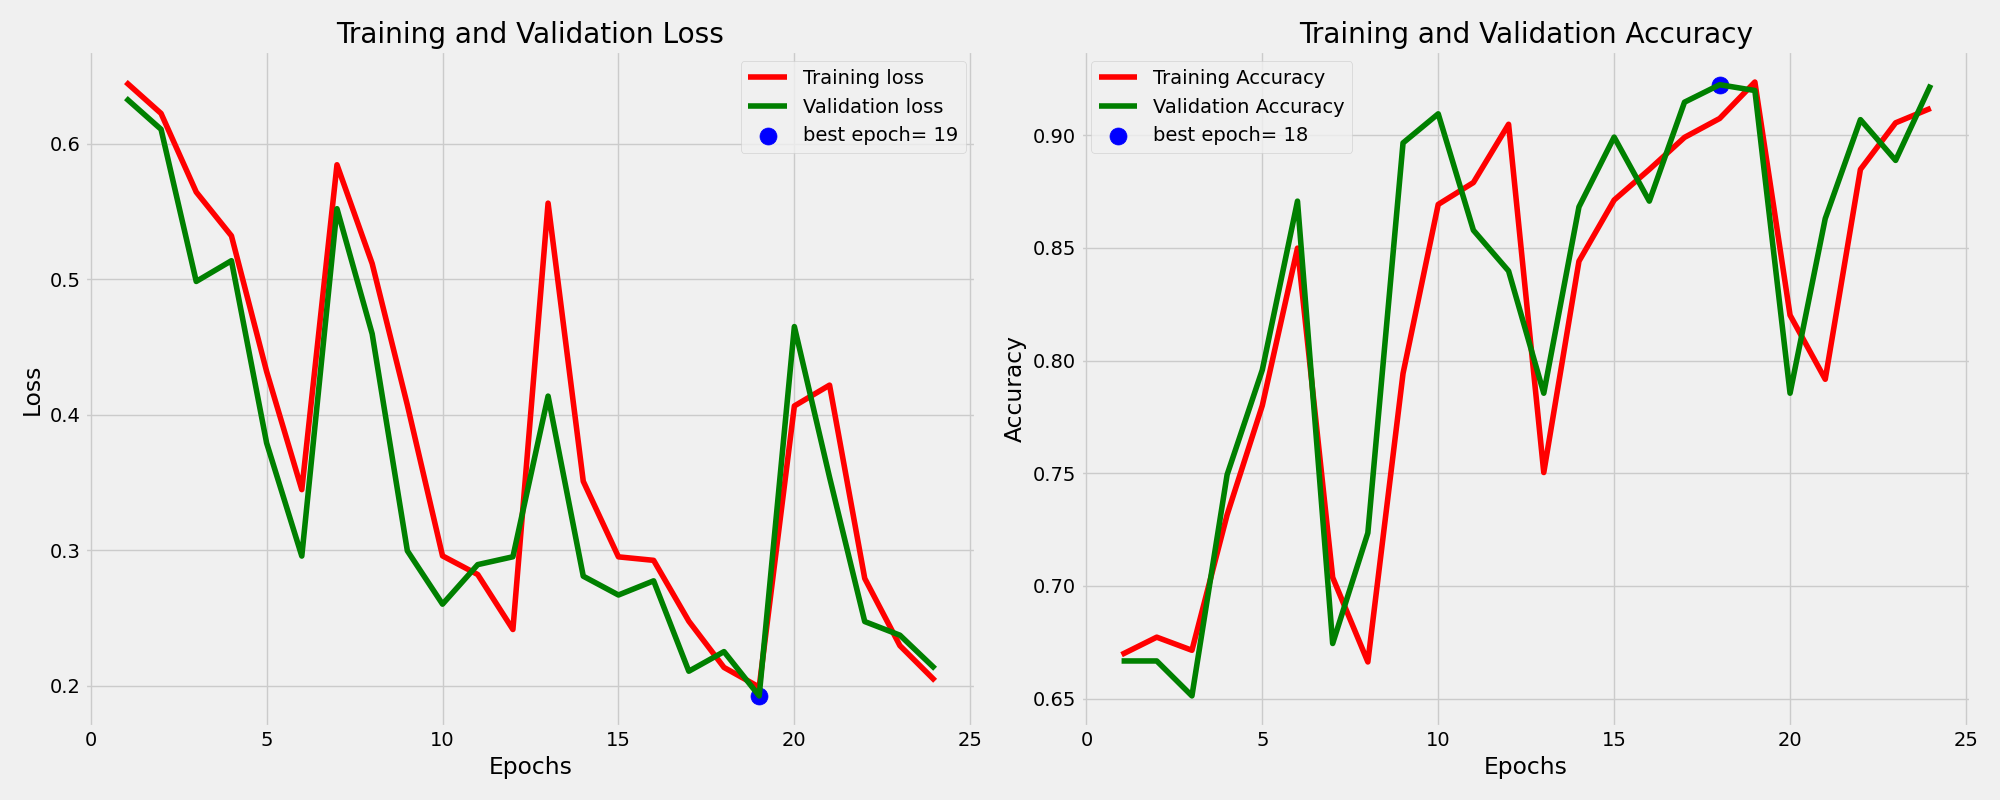 Training and Validation Loss
Training loss
Validation loss
best epoch= 19
0.6
0.5
0.4
0.3
0.2
Loss
0 5 10 15 20 25
Epochs
Training and Validation Accuracy
Training Accuracy
Validation Accuracy
best epoch= 18
0.90
0.85
0.80
0.75
0.70
0.65
Accuracy
0 5 10 15 20 25
Epochs